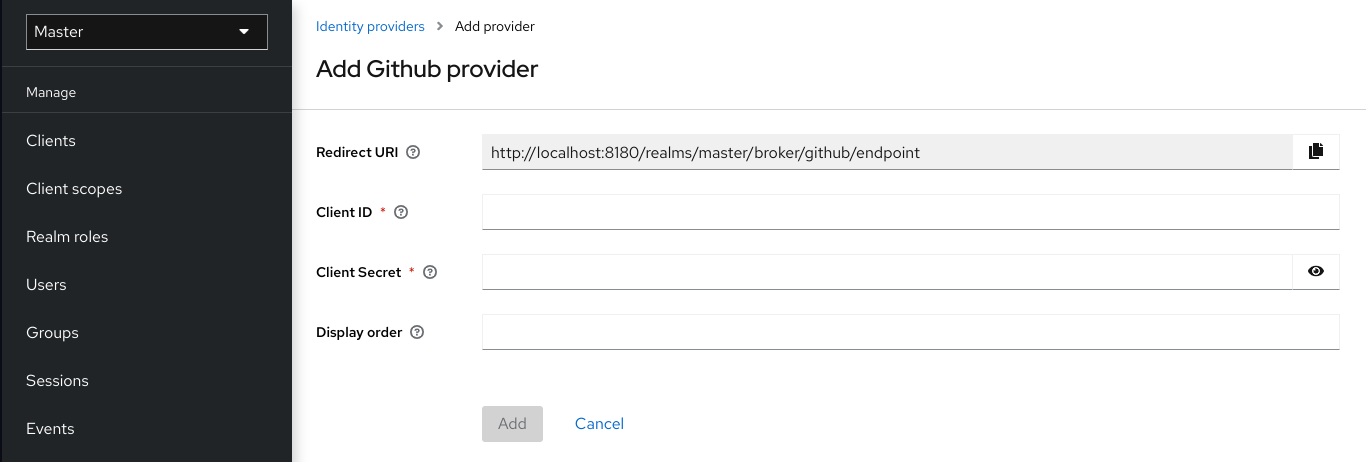 Master
Manage
Clients
Client scopes
Realm roles
Users
Groups
Sessions
Events
Identity providers > Add provider
Add Github provider
Redirect URI
http://localhost:8180/realms/master/broker/github/endpoint
Client ID *
Client Secret *
Display order
Add Cancel